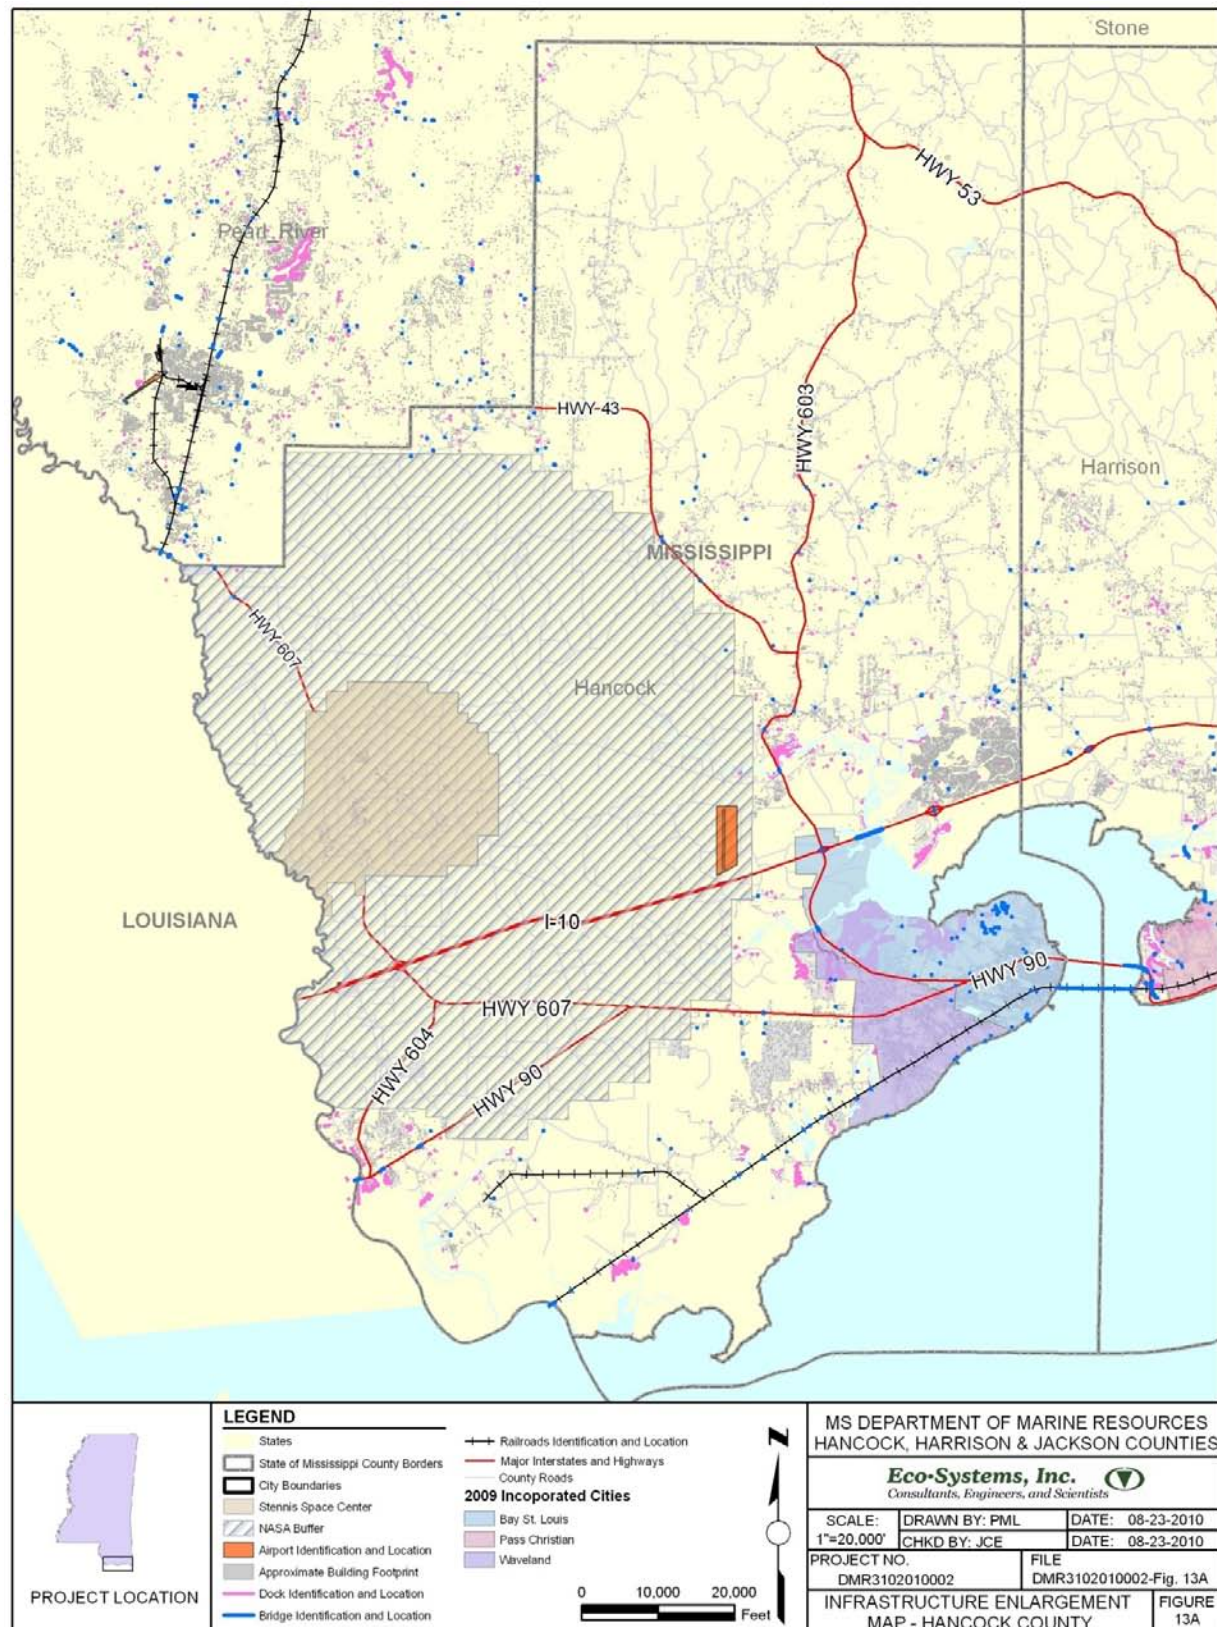 Stone
HWY 53
Pearl_River
HWY 43
HWY 603
Harrison
MISSISSIPPI
HWY 607
Hancock
LOUISIANA
I-10
HWY 90
HWY 607
HWY 604
HWY 90
PROJECT LOCATION
LEGEND
States
State of Mississippi County Borders
City Boundaries
Stennis Space Center
NASA Buffer
Airport Identification and Location
Approximate Building Footprint
Dock Identification and Location
Bridge Identification and Location
Railroads Identification and Location
Major Interstates and Highways
County Roads
2009 Incoporated Cities
Bay St. Louis
Pass Christian
Waveland
N
0 10,000 20,000
Feet
MS DEPARTMENT OF MARINE RESOURCES
HANCOCK, HARRISON & JACKSON COUNTIES
Eco-Systems, Inc.
Consultants, Engineers, and Scientists
SCALE: 1"=20,000'
DRAWN BY: PML DATE: 08-23-2010
CHKD BY: JCE DATE: 08-23-2010
PROJECT NO.
DMR3102010002
FILE
DMR3102010002-Fig. 13A
INFRASTRUCTURE ENLARGEMENT
MAP - HANCOCK COUNTY
FIGURE
13A